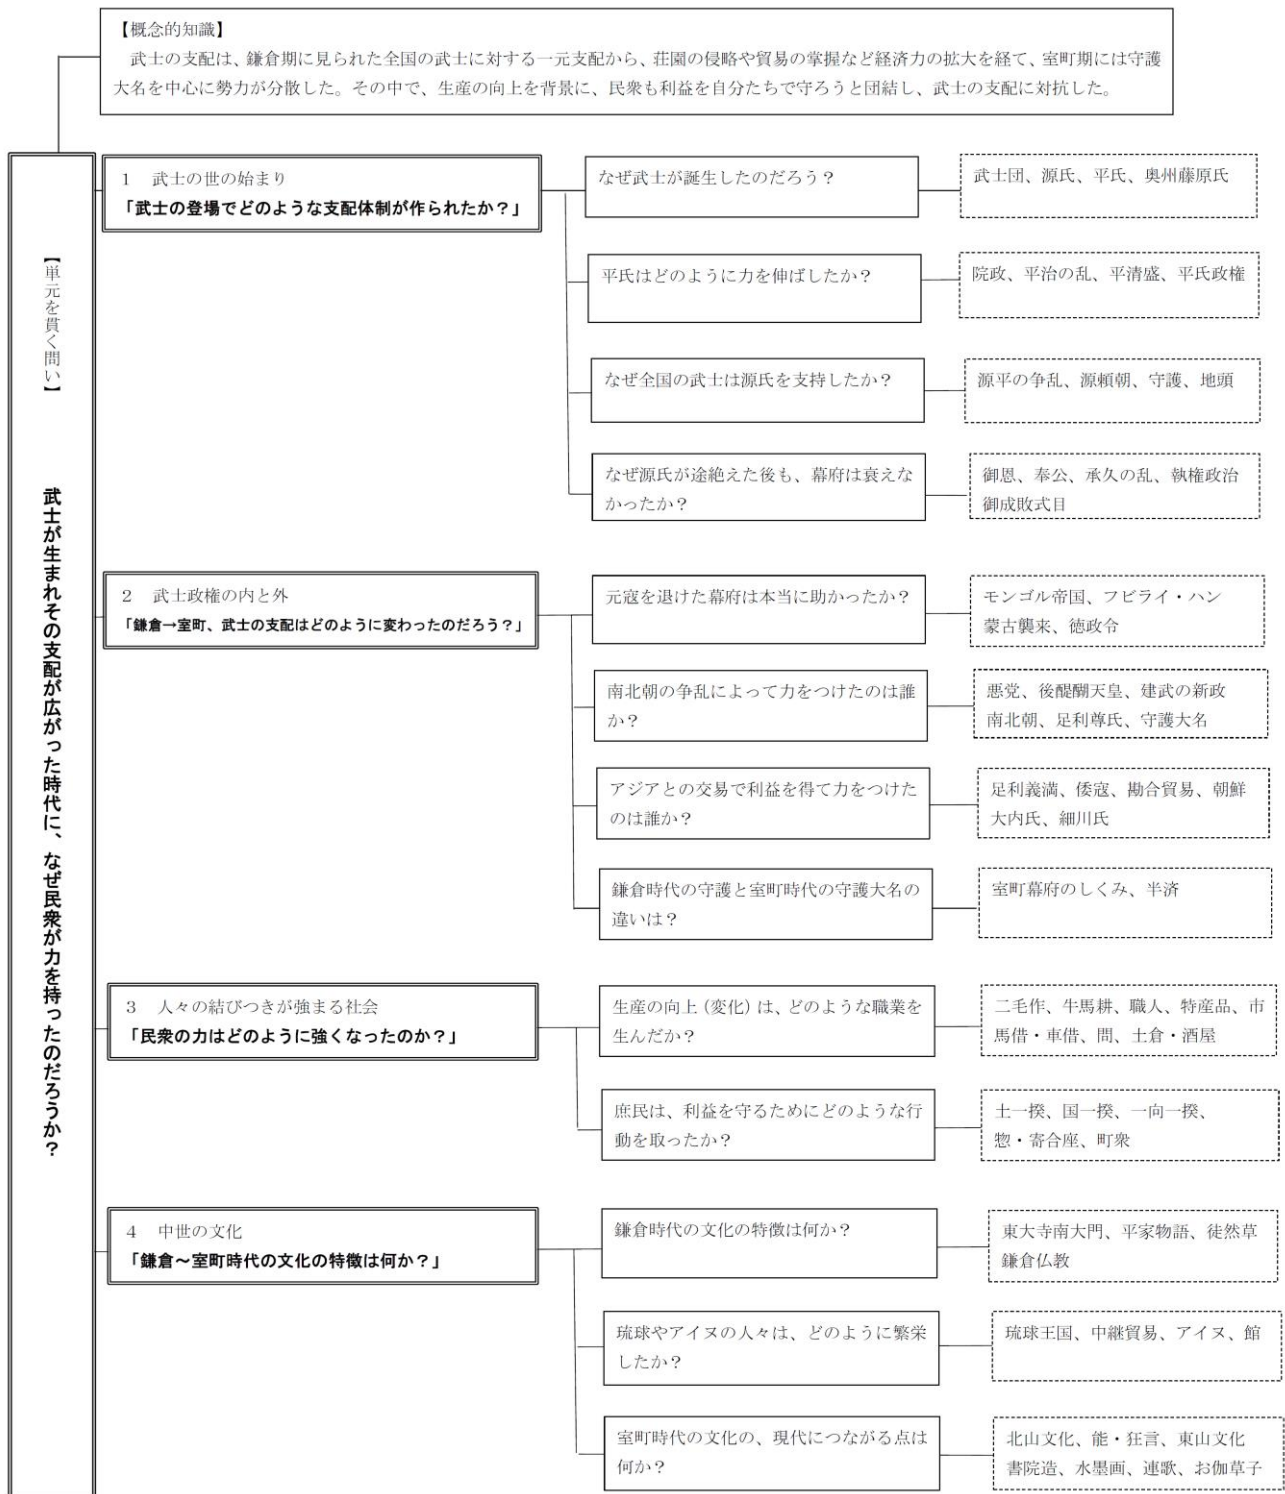 【概念的知識】
武士の支配は、鎌倉期に見られた全国の武士に対する一元支配から、荘園の侵略や貿易の掌握など経済力の拡大を経て、室町期には守護
大名を中心に勢力が分散した。その中で、生産の向上を背景に、民衆も利益を自分たちで守ろうと団結し、武士の支配に対抗した。
【単元を貫く問い】　武士が生まれその支配が広がった時代に、なぜ民衆が力を持ったのだろうか？
1　武士の世の始まり
「武士の登場でどのような支配体制が作られたか？」
なぜ武士が誕生したのだろう？
武士団、源氏、平氏、奥州藤原氏
平氏はどのように力を伸ばしたか？
院政、平治の乱、平清盛、平氏政権
なぜ全国の武士は源氏を支持したか？
源平の争乱、源頼朝、守護、地頭
なぜ源氏が途絶えた後も、幕府は衰えな
かったか？
御恩、奉公、承久の乱、執権政治
御成敗式目
2　武士政権の内と外
「鎌倉→室町、武士の支配はどのように変わったのだろう？」
元寇を退けた幕府は本当に助かったか？
モンゴル帝国、フビライ・ハン
蒙古襲来、徳政令
南北朝の争乱によって力をつけたのは誰
か？
悪党、後醍醐天皇、建武の新政
南北朝、足利尊氏、守護大名
アジアとの交易で利益を得て力をつけた
のは誰か？
足利義満、倭寇、勘合貿易、朝鮮
大内氏、細川氏
鎌倉時代の守護と室町時代の守護大名の
違いは？
室町幕府のしくみ、半済
3　人々の結びつきが強まる社会
「民衆の力はどのように強くなったのか？」
生産の向上（変化）は、どのような職業を
生んだか？
二毛作、牛馬耕、職人、特産品、市
馬借・車借、問、土倉・酒屋
庶民は、利益を守るためにどのような行
動を取ったか？
土一揆、国一揆、一向一揆、
惣・寄合座、町衆
4　中世の文化
「鎌倉～室町時代の文化の特徴は何か？」
鎌倉時代の文化の特徴は何か？
東大寺南大門、平家物語、徒然草
鎌倉仏教
琉球やアイヌの人々は、どのように繁栄
したか？
琉球王国、中継貿易、アイヌ、館
室町時代の文化の、現代につながる点は
何か？
北山文化、能・狂言、東山文化
書院造、水墨画、連歌、お伽草子